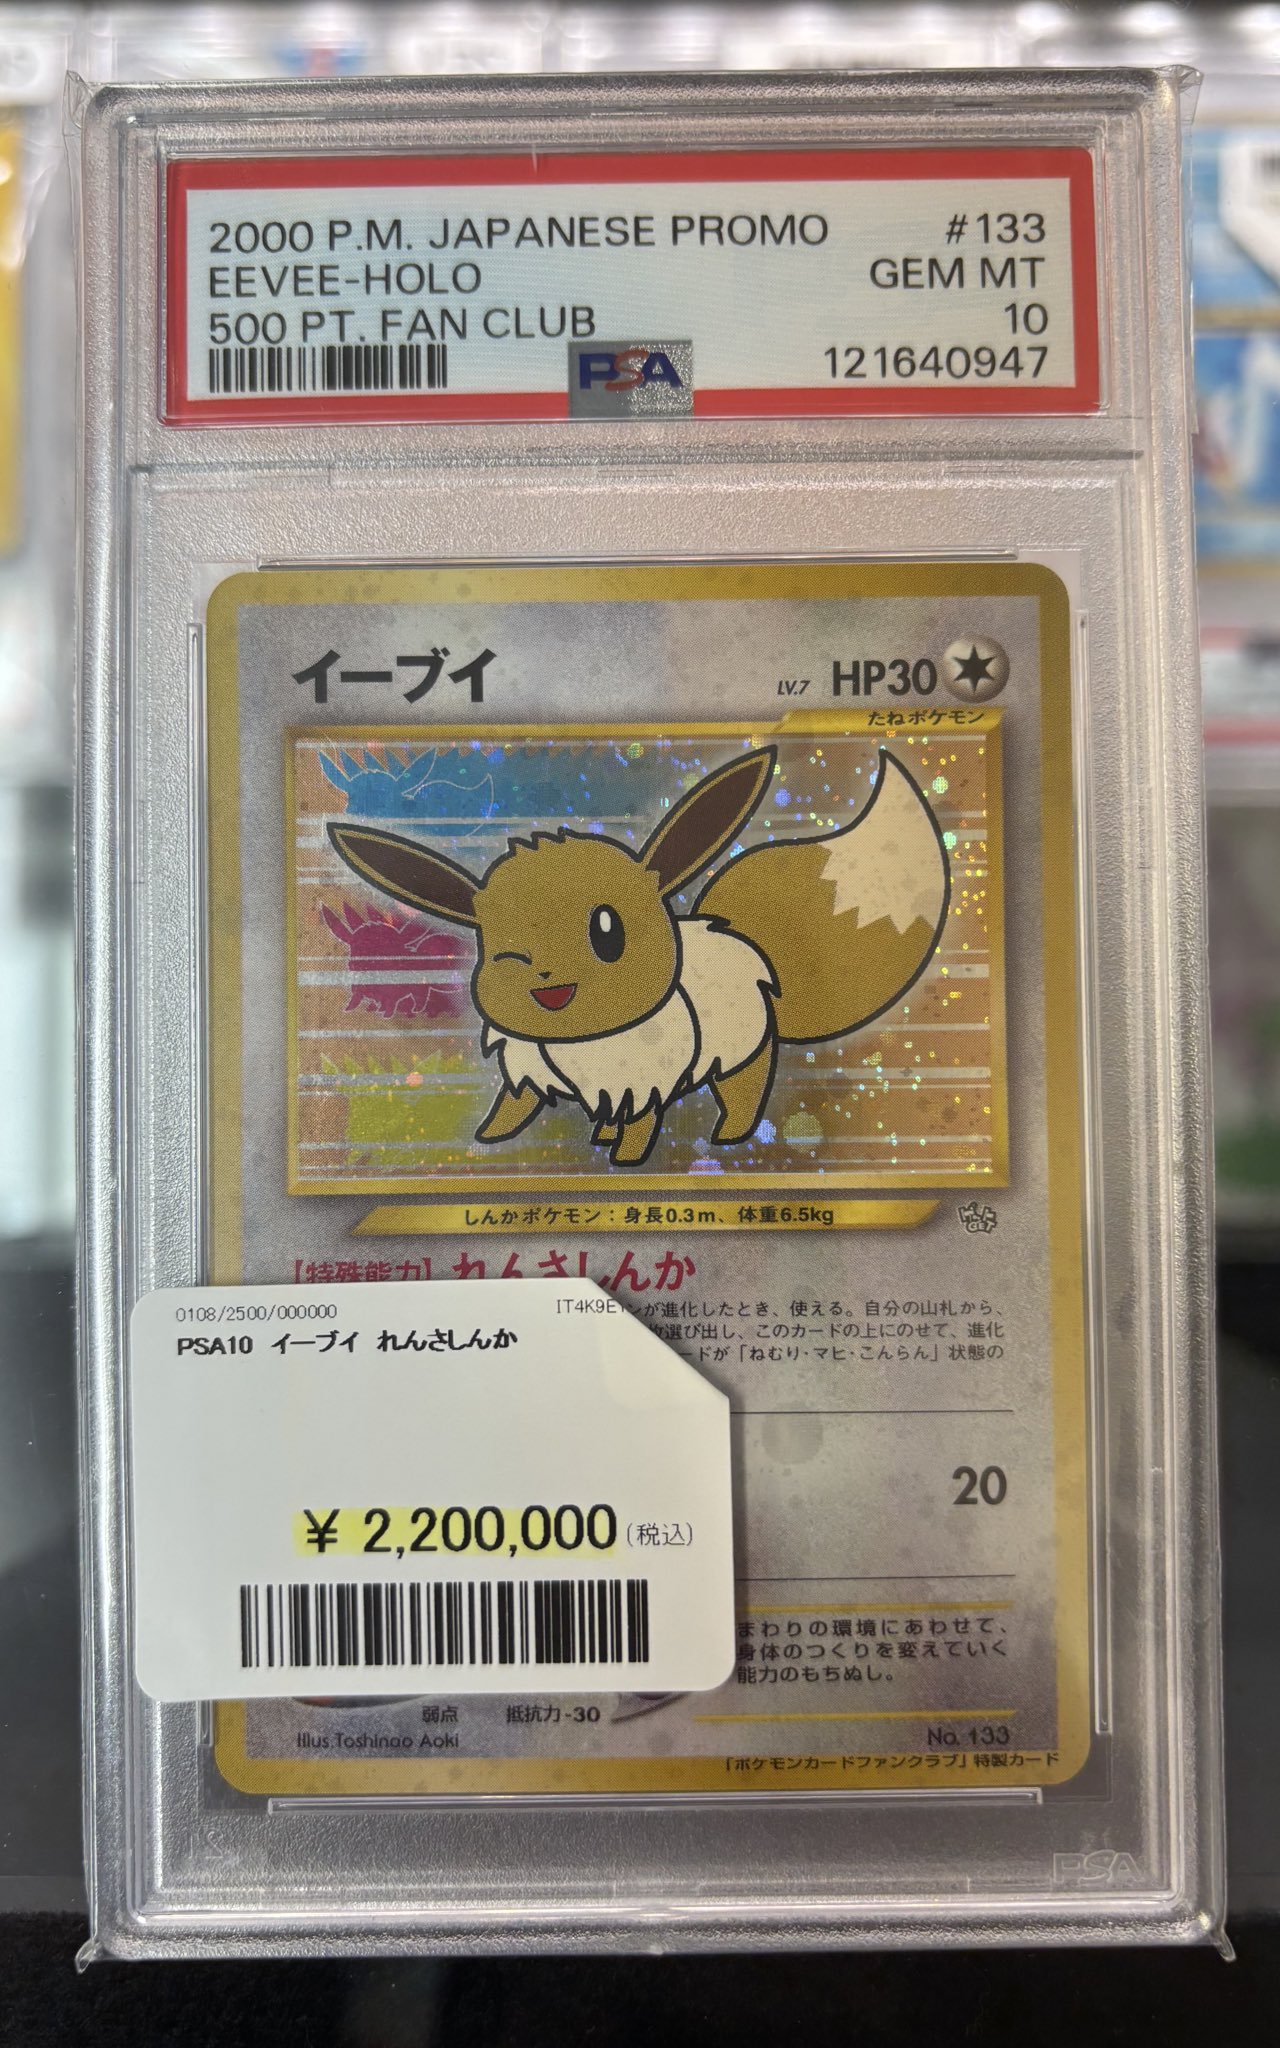 2000 P.M. JAPANESE PROMO #133
EEVEE-HOLO GEM MT
500 PT. FAN CLUB 10
PSA 121640947
イーブイ LV.7 HP30
たねポケモン
しんかポケモン：身長0.3m、体重6.5kg
【特殊能力】れんさしんか
ンが進化したとき、使える。自分の山札から、
枚選び出し、このカードの上にのせて、進化
ードが「ねむり・マヒ・こんらん」状態の
0108/2500/000000 IT4K9E
PSA10 イーブイ れんさしんか
¥ 2,200,000(税込)
20
まわりの環境にあわせて、
身体のつくりを変えていく
能力のもちぬし。
弱点 抵抗力-30
Illus.Toshinao Aoki No. 133
「ポケモンカードファンクラブ」特製カード
PSA